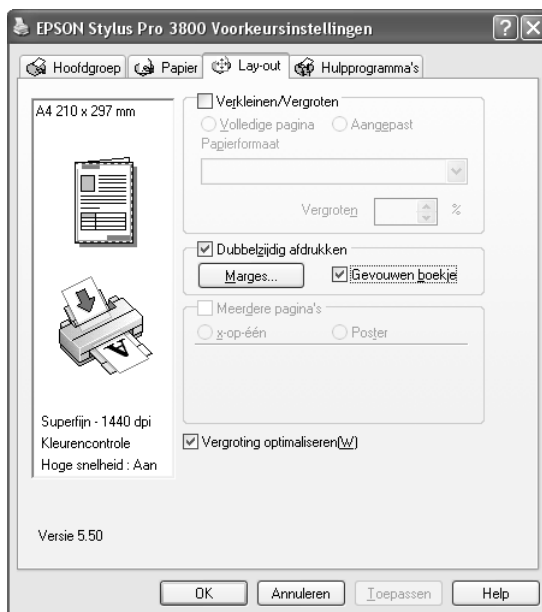 EPSON Stylus Pro 3800 Voorkeursinstellingen
Hoofdgroep Papier Lay-out Hulpprogramma's
A4 210 x 297 mm
Verkleinen/Vergroten
Volledige pagina Aangepast
Papierformaat
Vergroten %
Dubbelzijdig afdrukken
Marges... Gevouwen boekje
Meerdere pagina's
x-op-één Poster
Superfijn - 1440 dpi
Kleurencontrole
Hoge snelheid : Aan
Vergroting optimaliseren(W)
Versie 5.50
OK Annuleren Toepassen Help